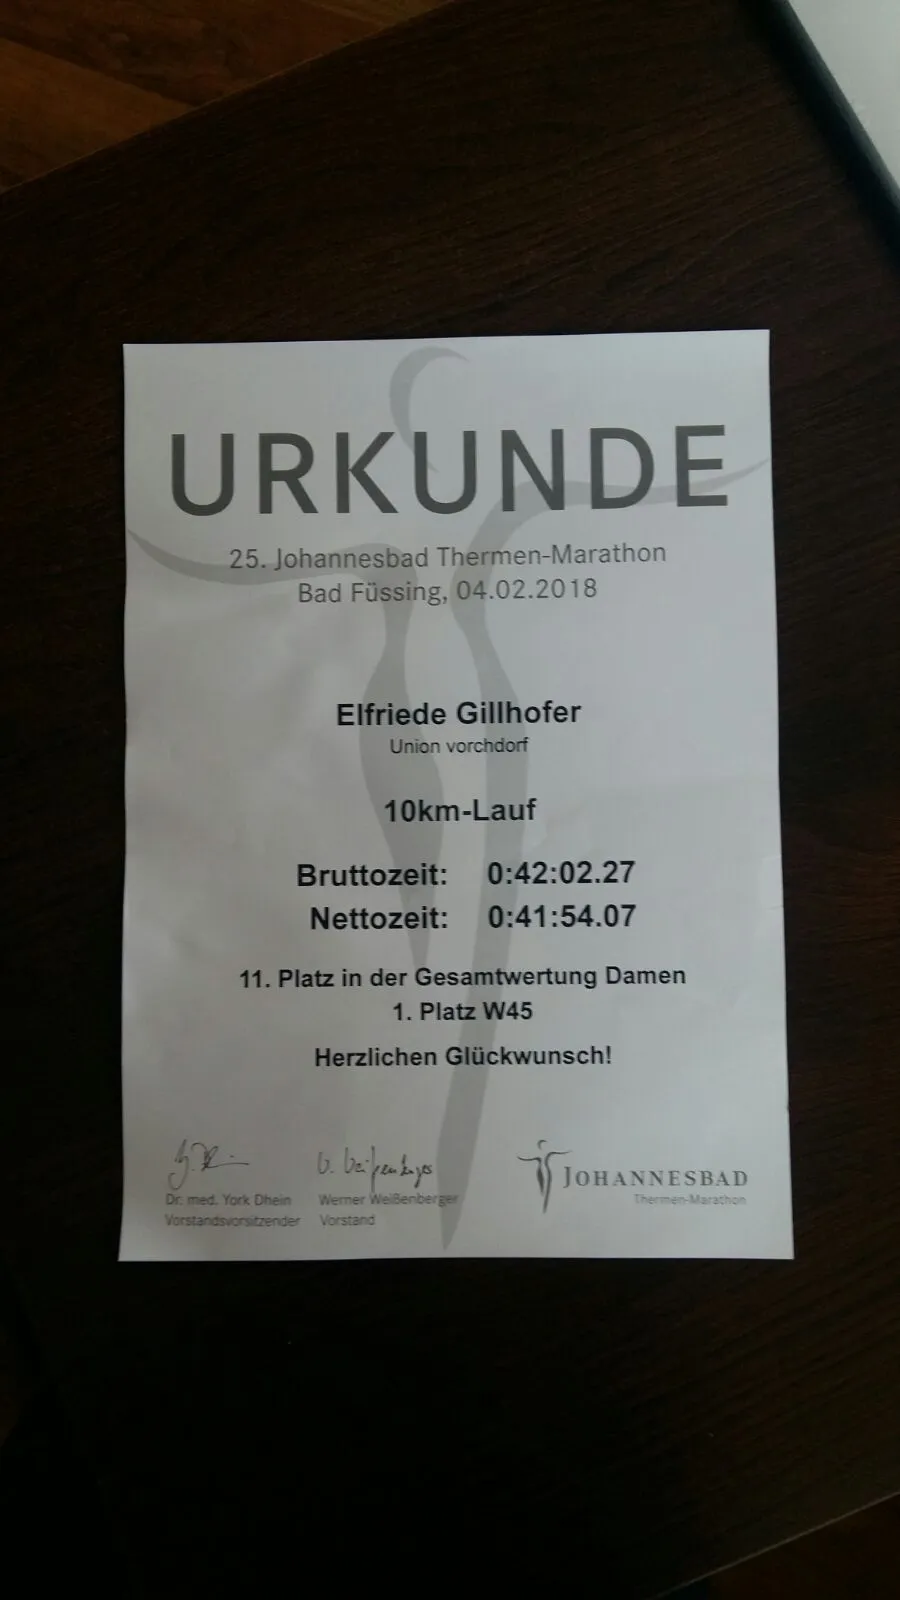 URKUNDE
25. Johannesbad Thermen-Marathon
Bad Füssing, 04.02.2018
Elfriede Gillhofer
Union vorchdorf
10km-Lauf
Bruttozeit: 0:42:02.27
Nettozeit: 0:41:54.07
11. Platz in der Gesamtwertung Damen
1. Platz W45
Herzlichen Glückwunsch!
Dr. med. York Dhein
Vorstandsvorsitzender
Werner Weißenberger
Vorstand
JOHANNESBAD
Thermen-Marathon